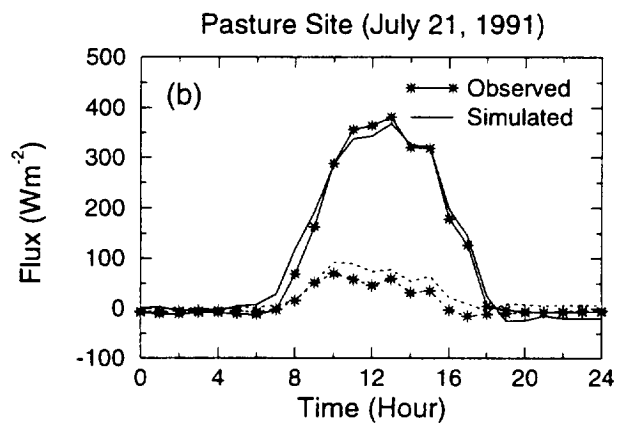 Pasture Site (July 21, 1991)
500
(b)
Observed
400
Simulated
300
200
100
0
-100
Flux (Wm⁻²)
0 4 8 12 16 20 24
Time (Hour)